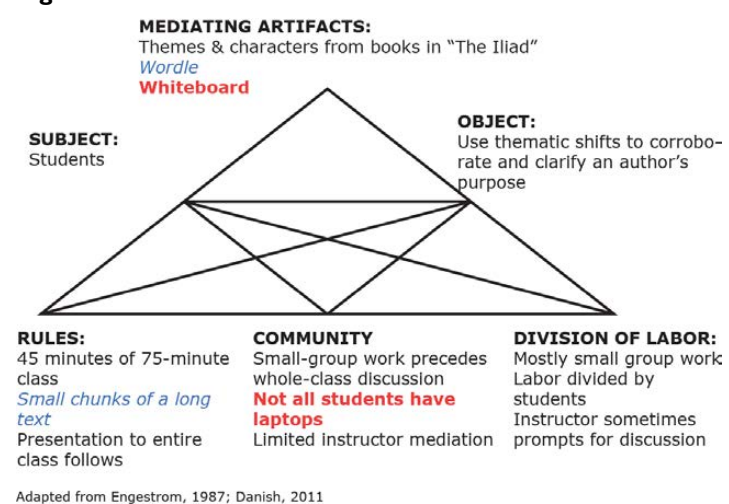 MEDIATING ARTIFACTS:
Themes & characters from books in “The Iliad”
Wordle
Whiteboard
SUBJECT:
Students
OBJECT:
Use thematic shifts to corrobo-
rate and clarify an author’s
purpose
RULES:
45 minutes of 75-minute
class
Small chunks of a long
text
Presentation to entire
class follows
COMMUNITY
Small-group work precedes
whole-class discussion
Not all students have
laptops
Limited instructor mediation
DIVISION OF LABOR:
Mostly small group work
Labor divided by
students
Instructor sometimes
prompts for discussion
Adapted from Engestrom, 1987; Danish, 2011